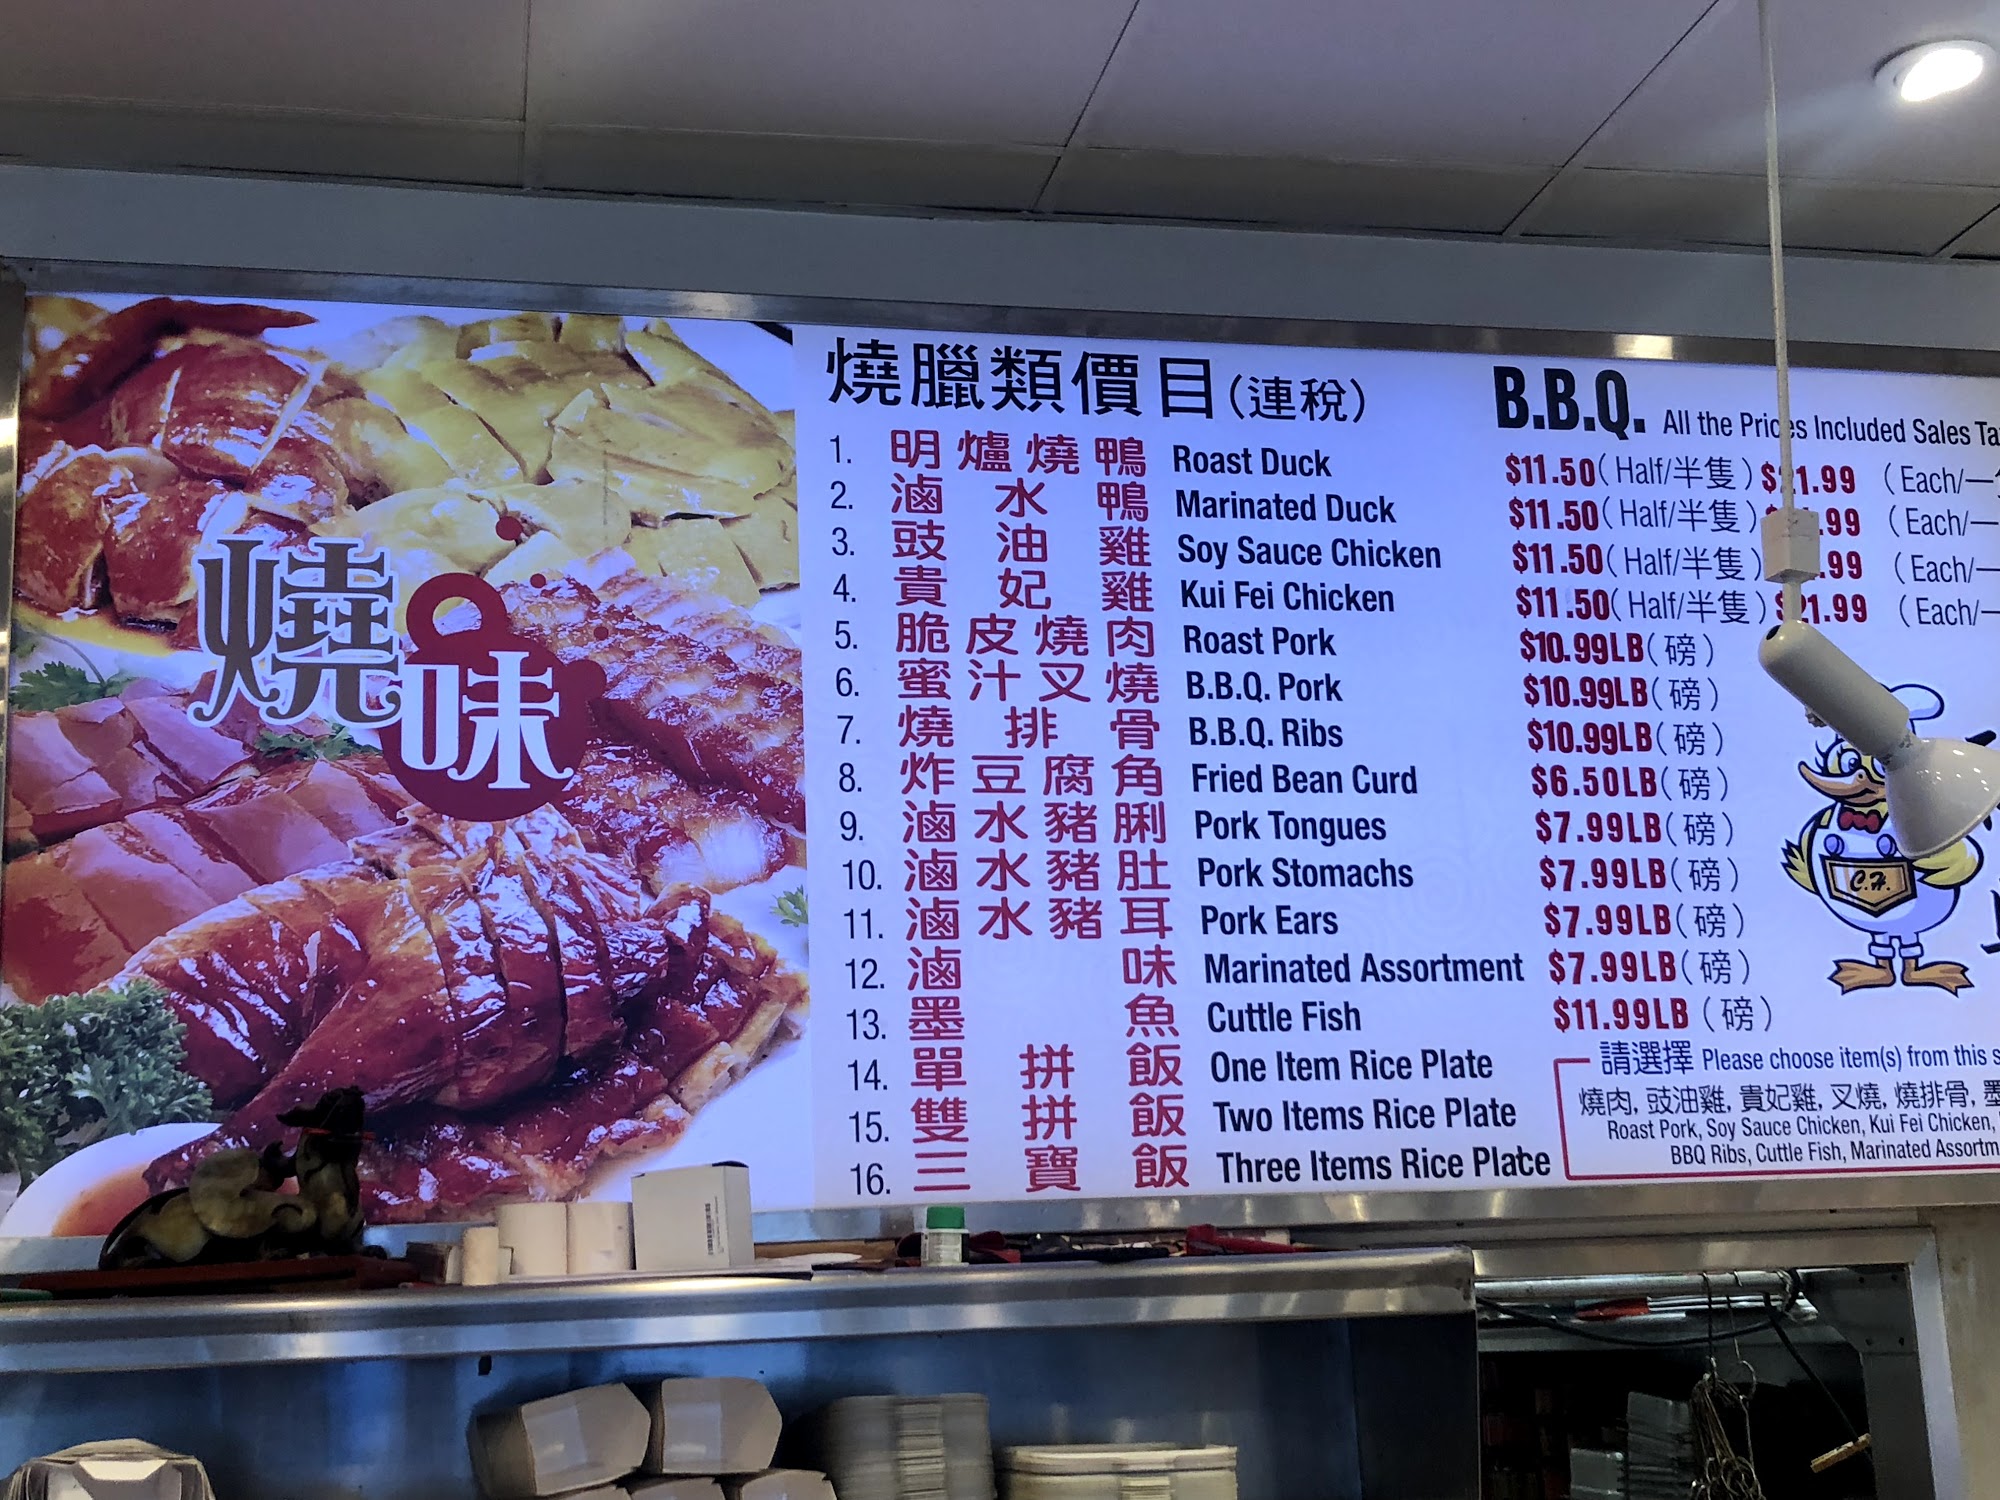 燒味
燒臘類價目(連稅) B.B.Q. All the Prices Included Sales
1. 明爐燒鴨 Roast Duck $11.50(Half/半隻) (Each/一
2. 滷水鴨 Marinated Duck $11.50(Half/半隻) (Each/一
3. 豉油雞 Soy Sauce Chicken $11.50(Half/半隻) (Each/一
4. 貴妃雞 Kui Fei Chicken $11.50(Half/半隻) $21.99 (Each/一
5. 脆皮燒肉 Roast Pork $10.99LB(磅)
6. 蜜汁叉燒 B.B.Q. Pork $10.99LB(磅)
7. 燒排骨 B.B.Q. Ribs $10.99LB(磅)
8. 炸豆腐角 Fried Bean Curd $6.50LB(磅)
9. 滷水豬脷 Pork Tongues $7.99LB(磅)
10. 滷水豬肚 Pork Stomachs $7.99LB(磅)
11. 滷水豬耳 Pork Ears $7.99LB(磅)
12. 滷味 Marinated Assortment $7.99LB(磅)
13. 墨魚 Cuttle Fish $11.99LB(磅)
14. 單拼飯 One Item Rice Plate
15. 雙拼飯 Two Items Rice Plate
16. 三寶飯 Three Items Rice Plate
請選擇 Please choose item(s) from this
燒肉, 豉油雞, 貴妃雞, 叉燒, 燒排骨,
Roast Pork, Soy Sauce Chicken, Kui Fei Chicken,
BBQ Ribs, Cuttle Fish, Marinated
C.H.